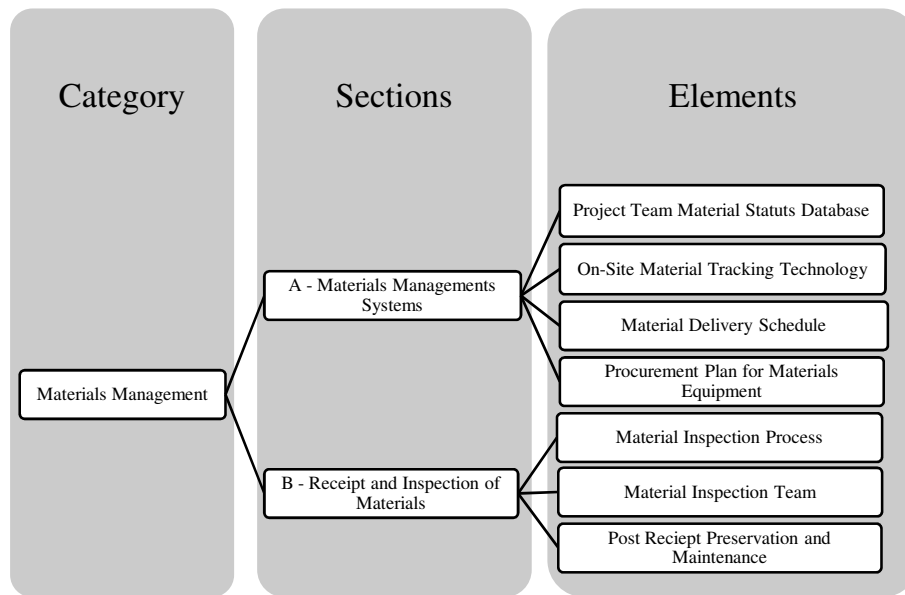 Category
Sections
Elements
Project Team Material Statuts Database
On-Site Material Tracking Technology
A - Materials Managements
Systems
Material Delivery Schedule
Procurement Plan for Materials
Equipment
Materials Management
Material Inspection Process
B - Receipt and Inspection of
Materials
Material Inspection Team
Post Reciept Preservation and
Maintenance